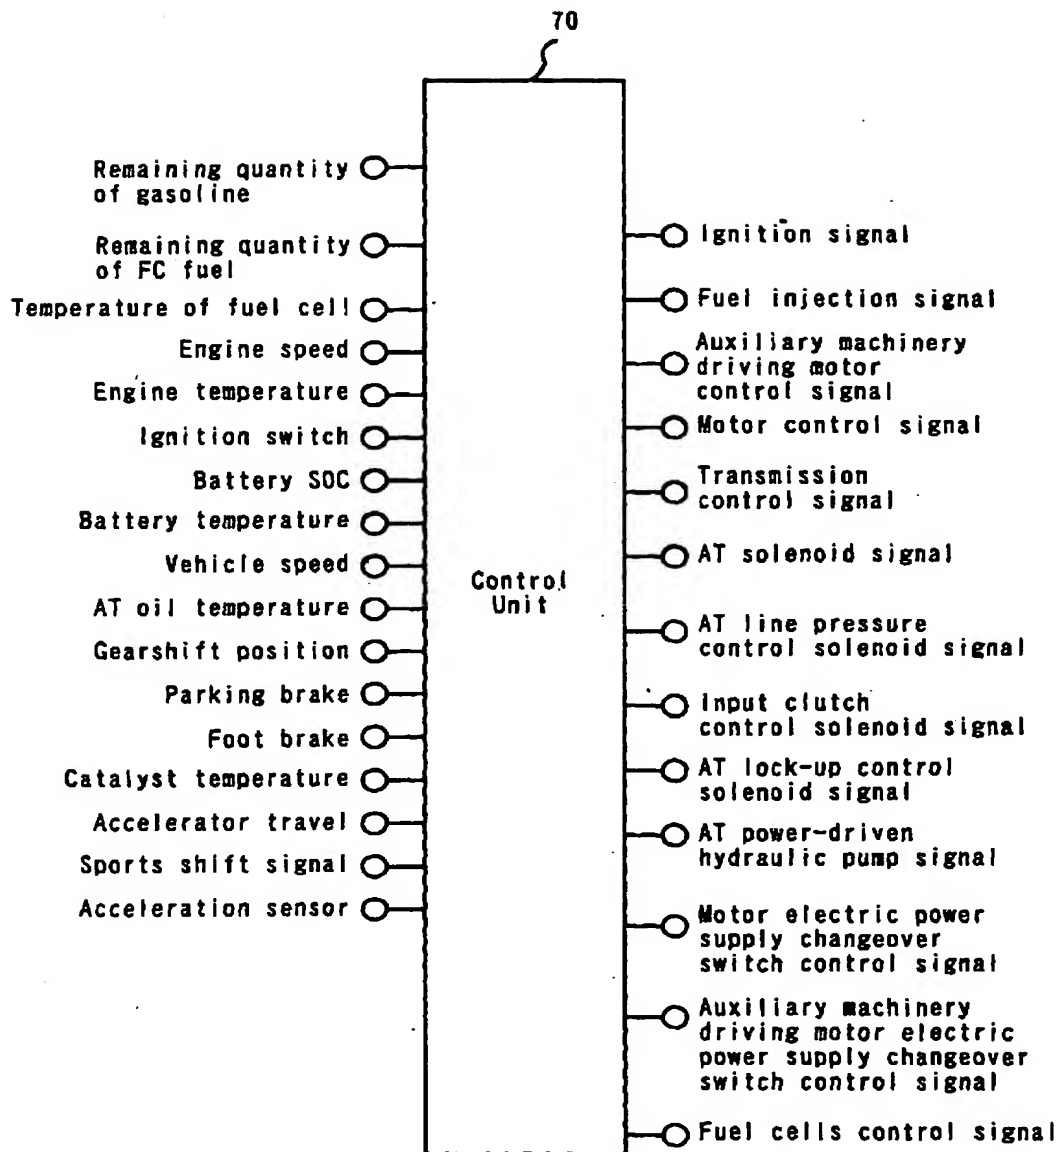 70
Remaining quantity
of gasoline
Remaining quantity
of FC fuel
Temperature of fuel cell
Engine speed
Engine temperature
Ignition switch
Battery SOC
Battery temperature
Vehicle speed
AT oil temperature
Gearshift position
Parking brake
Foot brake
Catalyst temperature
Accelerator travel
Sports shift signal
Acceleration sensor
Control
Unit
Ignition signal
Fuel injection signal
Auxiliary machinery
driving motor
control signal
Motor control signal
Transmission
control signal
AT solenoid signal
AT line pressure
control solenoid signal
Input clutch
control solenoid signal
AT lock-up control
solenoid signal
AT power-driven
hydraulic pump signal
Motor electric power
supply changeover
switch control signal
Auxiliary machinery
driving motor electric
power supply changeover
switch control signal
Fuel cells control signal